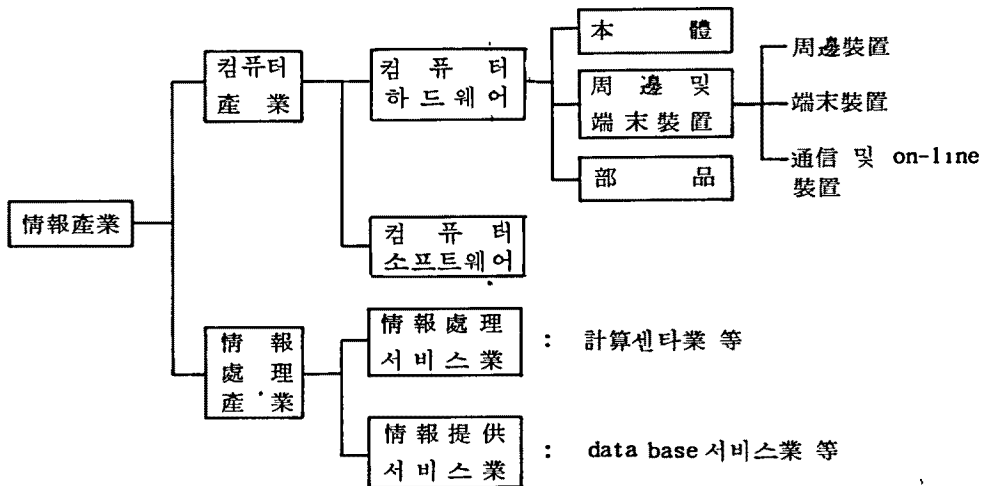 情報產業
컴퓨터
產業
컴퓨터
하드웨어
本體
周邊 및
端末裝置
部品
周邊裝置
端末裝置
通信 및 on-line
裝置
컴퓨터
소프트웨어
情報
處理
產業
情報處理
서비스業
: 計算센타業 等
情報提供
서비스業
: data base 서비스業 等